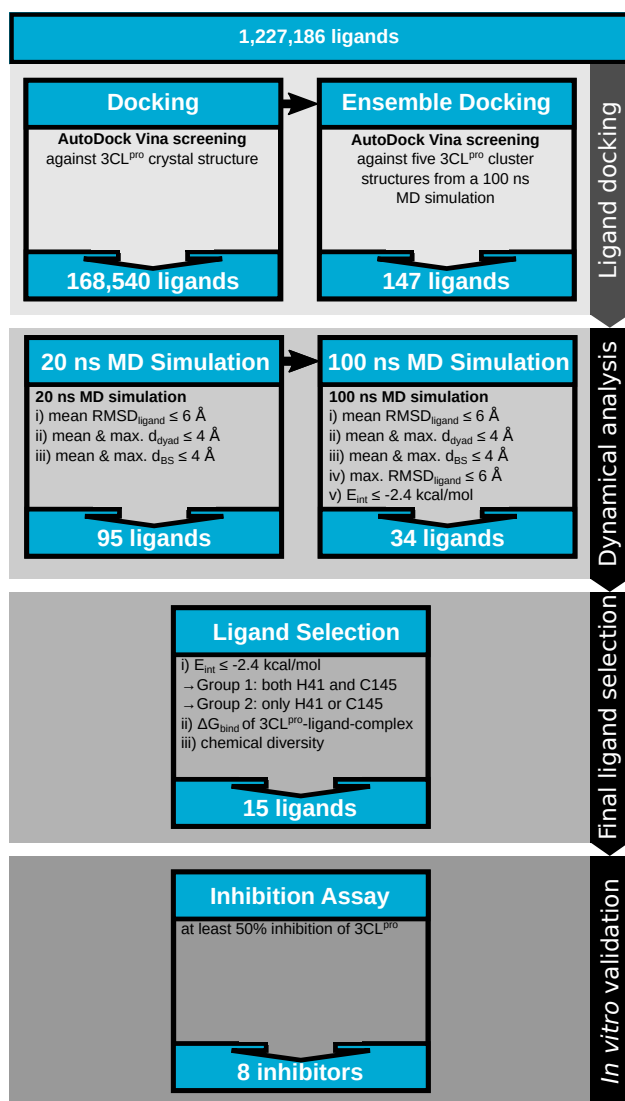 1,227,186 ligands
Docking
AutoDock Vina screening
against 3CLpro crystal structure
168,540 ligands
Ensemble Docking
AutoDock Vina screening
against five 3CLpro cluster
structures from a 100 ns
MD simulation
147 ligands
Ligand docking
20 ns MD Simulation
20 ns MD simulation
i) mean RMSDligand ≤ 6 Å
ii) mean & max. ddyad ≤ 4 Å
iii) mean & max. dBS ≤ 4 Å
95 ligands
100 ns MD Simulation
100 ns MD simulation
i) mean RMSDligand ≤ 6 Å
ii) mean & max. ddyad ≤ 4 Å
iii) mean & max. dBS ≤ 4 Å
iv) max. RMSDligand ≤ 6 Å
v) Eint ≤ -2.4 kcal/mol
34 ligands
Dynamical analysis
Ligand Selection
i) Eint ≤ -2.4 kcal/mol
→Group 1: both H41 and C145
→Group 2: only H41 or C145
ii) ΔGbind of 3CLpro-ligand-complex
iii) chemical diversity
15 ligands
Final ligand selection
Inhibition Assay
at least 50% inhibition of 3CLpro
8 inhibitors
In vitro validation